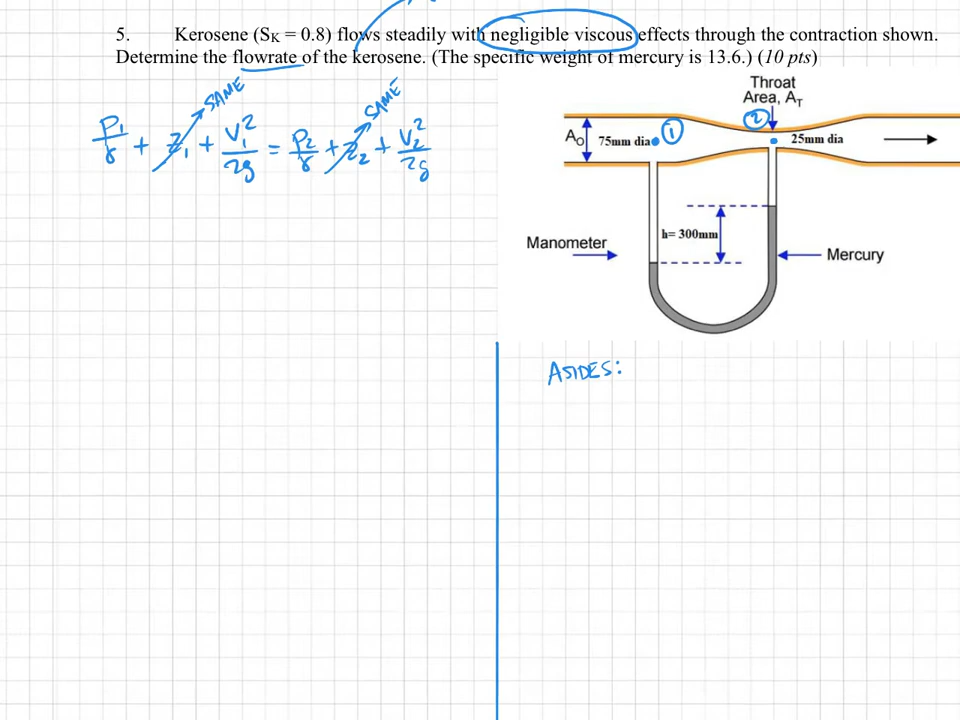 5. Kerosene (SK = 0.8) flows steadily with negligible viscous effects through the contraction shown.
Determine the flowrate of the kerosene. (The specific weight of mercury is 13.6.) (10 pts)
SAME
SAME
P₁/γ + z₁ + V₁²/2g = P₂/γ + z₂ + V₂²/2g
Throat
Area, AT
①
②
Ao
75mm dia
25mm dia
h= 300mm
Manometer
Mercury
ASIDES: